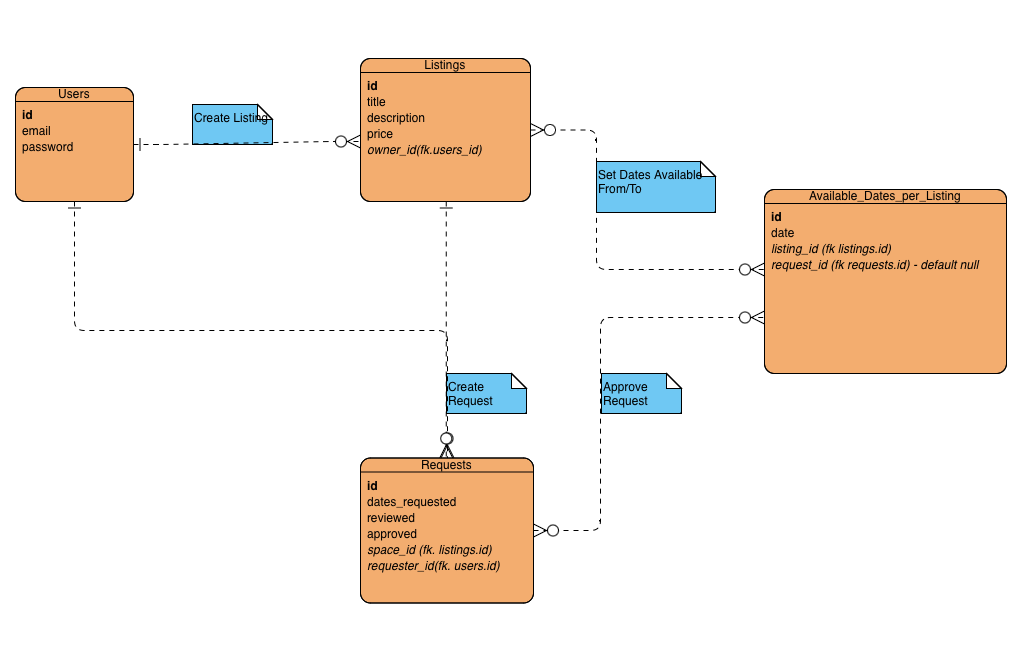 Users
id
email
password
Create Listing
Listings
id
title
description
price
owner_id(fk.users_id)
Set Dates Available
From/To
Available_Dates_per_Listing
id
date
listing_id (fk listings.id)
request_id (fk requests.id) - default null
Create
Request
Approve
Request
Requests
id
dates_requested
reviewed
approved
space_id (fk. listings.id)
requester_id(fk. users.id)